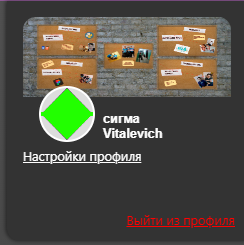 сигма
Vitalevich
Настройки профиля
Выйти из профиля